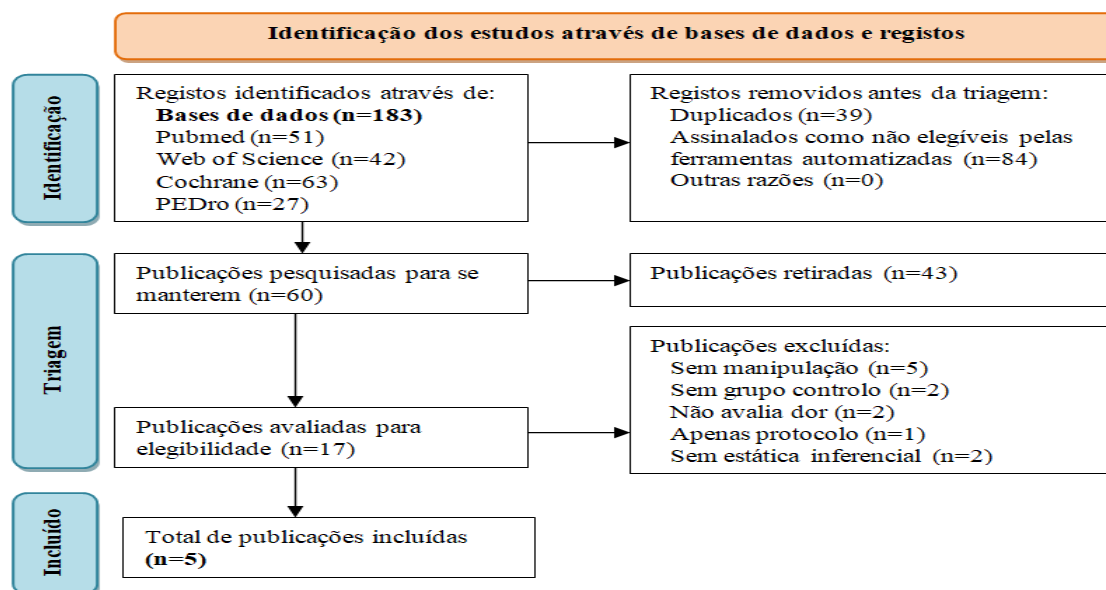 Identificação dos estudos através de bases de dados e registos
Identificação
Registos identificados através de:
Bases de dados (n=183)
Pubmed (n=51)
Web of Science (n=42)
Cochrane (n=63)
PEDro (n=27)
Registos removidos antes da triagem:
Duplicados (n=39)
Assinalados como não elegíveis pelas
ferramentas automatizadas (n=84)
Outras razões (n=0)
Triagem
Publicações pesquisadas para se
manterem (n=60)
Publicações retiradas (n=43)
Publicações avaliadas para
elegibilidade (n=17)
Publicações excluídas:
Sem manipulação (n=5)
Sem grupo controlo (n=2)
Não avalia dor (n=2)
Apenas protocolo (n=1)
Sem estática inferencial (n=2)
Incluído
Total de publicações incluídas
(n=5)